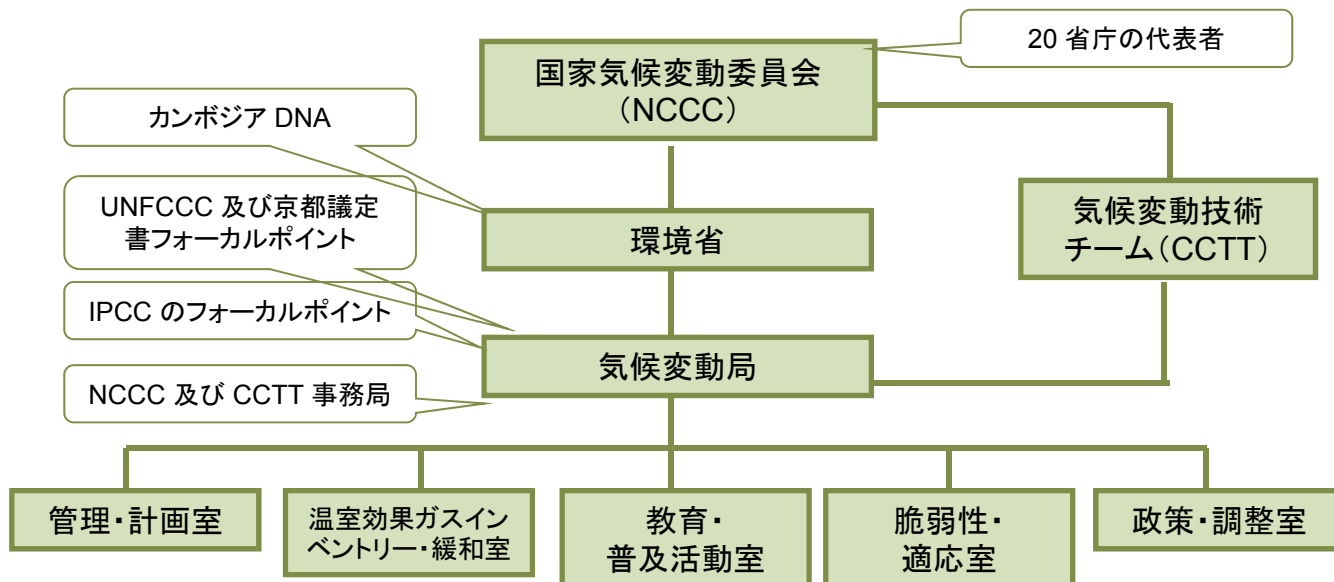 20 省庁の代表者
国家気候変動委員会
(NCCC)
カンボジア DNA
UNFCCC 及び京都議定
書フォーカルポイント
環境省
気候変動技術
チーム(CCTT)
IPCC のフォーカルポイント
気候変動局
NCCC 及び CCTT 事務局
管理・計画室
温室効果ガスイン
ベントリー・緩和室
教育・
普及活動室
脆弱性・
適応室
政策・調整室